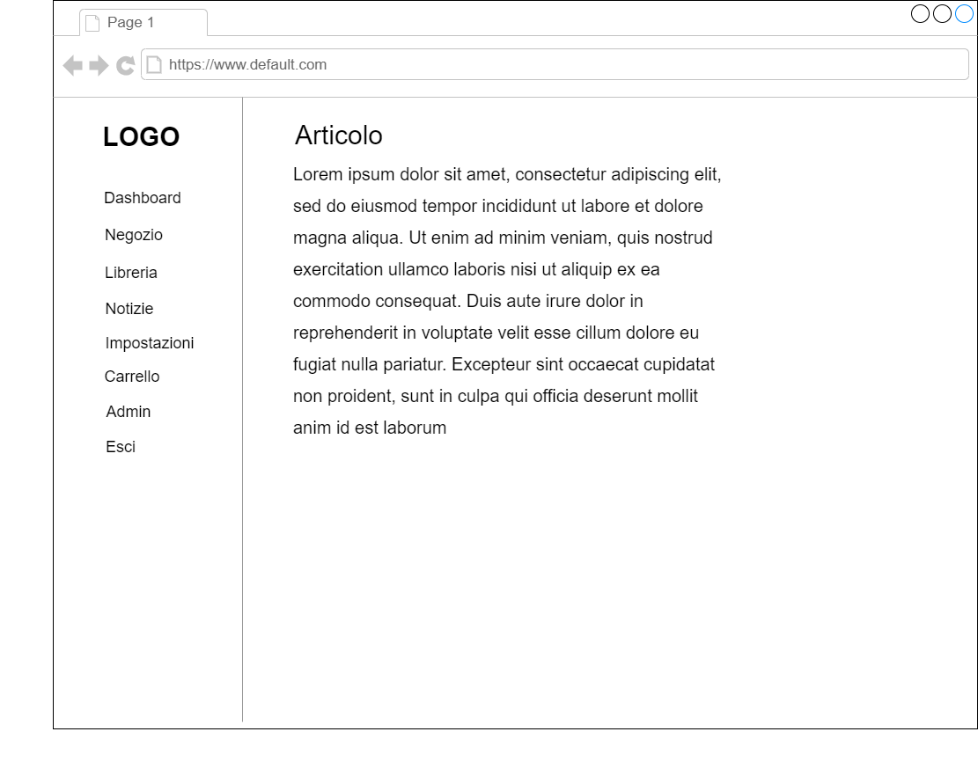 Page 1
https://www.default.com
LOGO
Dashboard
Negozio
Libreria
Notizie
Impostazioni
Carrello
Admin
Esci
Articolo
Lorem ipsum dolor sit amet, consectetur adipiscing elit,
sed do eiusmod tempor incididunt ut labore et dolore
magna aliqua. Ut enim ad minim veniam, quis nostrud
exercitation ullamco laboris nisi ut aliquip ex ea
commodo consequat. Duis aute irure dolor in
reprehenderit in voluptate velit esse cillum dolore eu
fugiat nulla pariatur. Excepteur sint occaecat cupidatat
non proident, sunt in culpa qui officia deserunt mollit
anim id est laborum